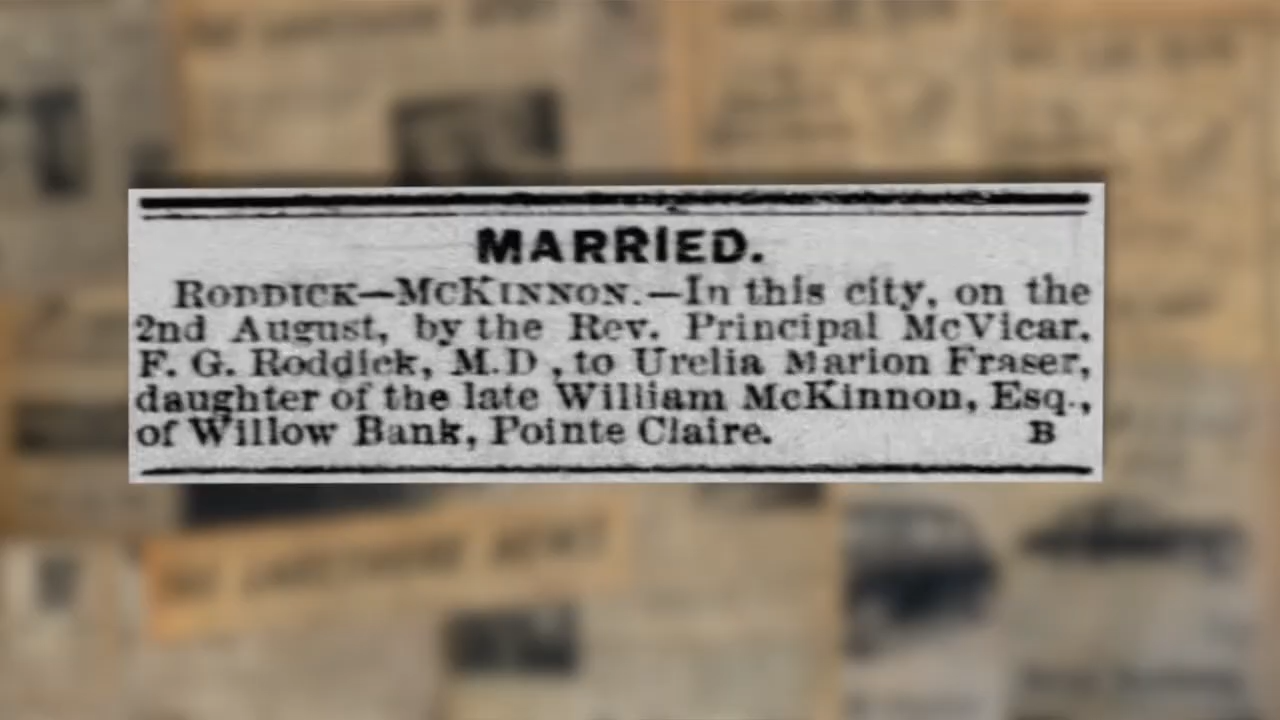 MARRIED.
RODDICK—MCKINNON.—In this city, on the
2nd August, by the Rev. Principal McVicar,
F. G. Roddick, M.D., to Urelia Marion Fraser,
daughter of the late William McKinnon, Esq.,
of Willow Bank, Pointe Claire. B